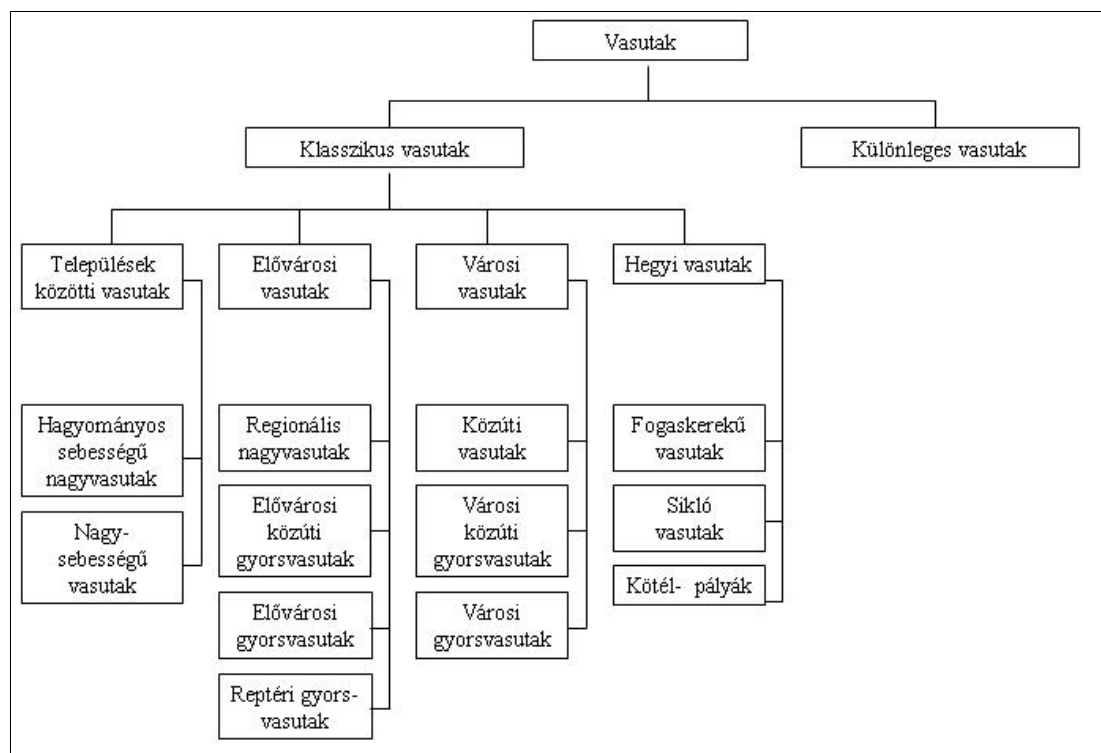 Vasutak
Klasszikus vasutak
Különleges vasutak
Települések
közötti vasutak
Elővárosi
vasutak
Városi
vasutak
Hegyi vasutak
Hagyományos
sebességű
nagyvasutak
Regionális
nagyvasutak
Közúti
vasutak
Fogaskerekű
vasutak
Nagy-
sebességű
vasutak
Elővárosi
közúti
gyorsvasutak
Városi
közúti
gyorsvasutak
Sikló
vasutak
Kötél- pályák
Elővárosi
gyorsvasutak
Városi
gyorsvasutak
Reptéri gyors-
vasutak